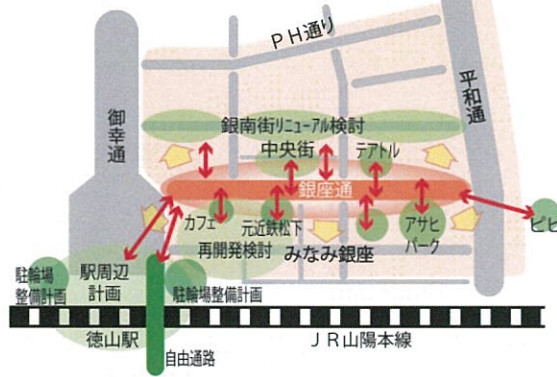 PH通り
平和通
御幸通
銀南街リニューアル検討
中央街
テアトル
銀座通
カフェ
元近鉄松下
再開発検討
みなみ銀座
アサヒ
パーク
ピピ
駐輪場
整備計画
駅周辺
計画
駐輪場整備計画
徳山駅
JR山陽本線
自由通路